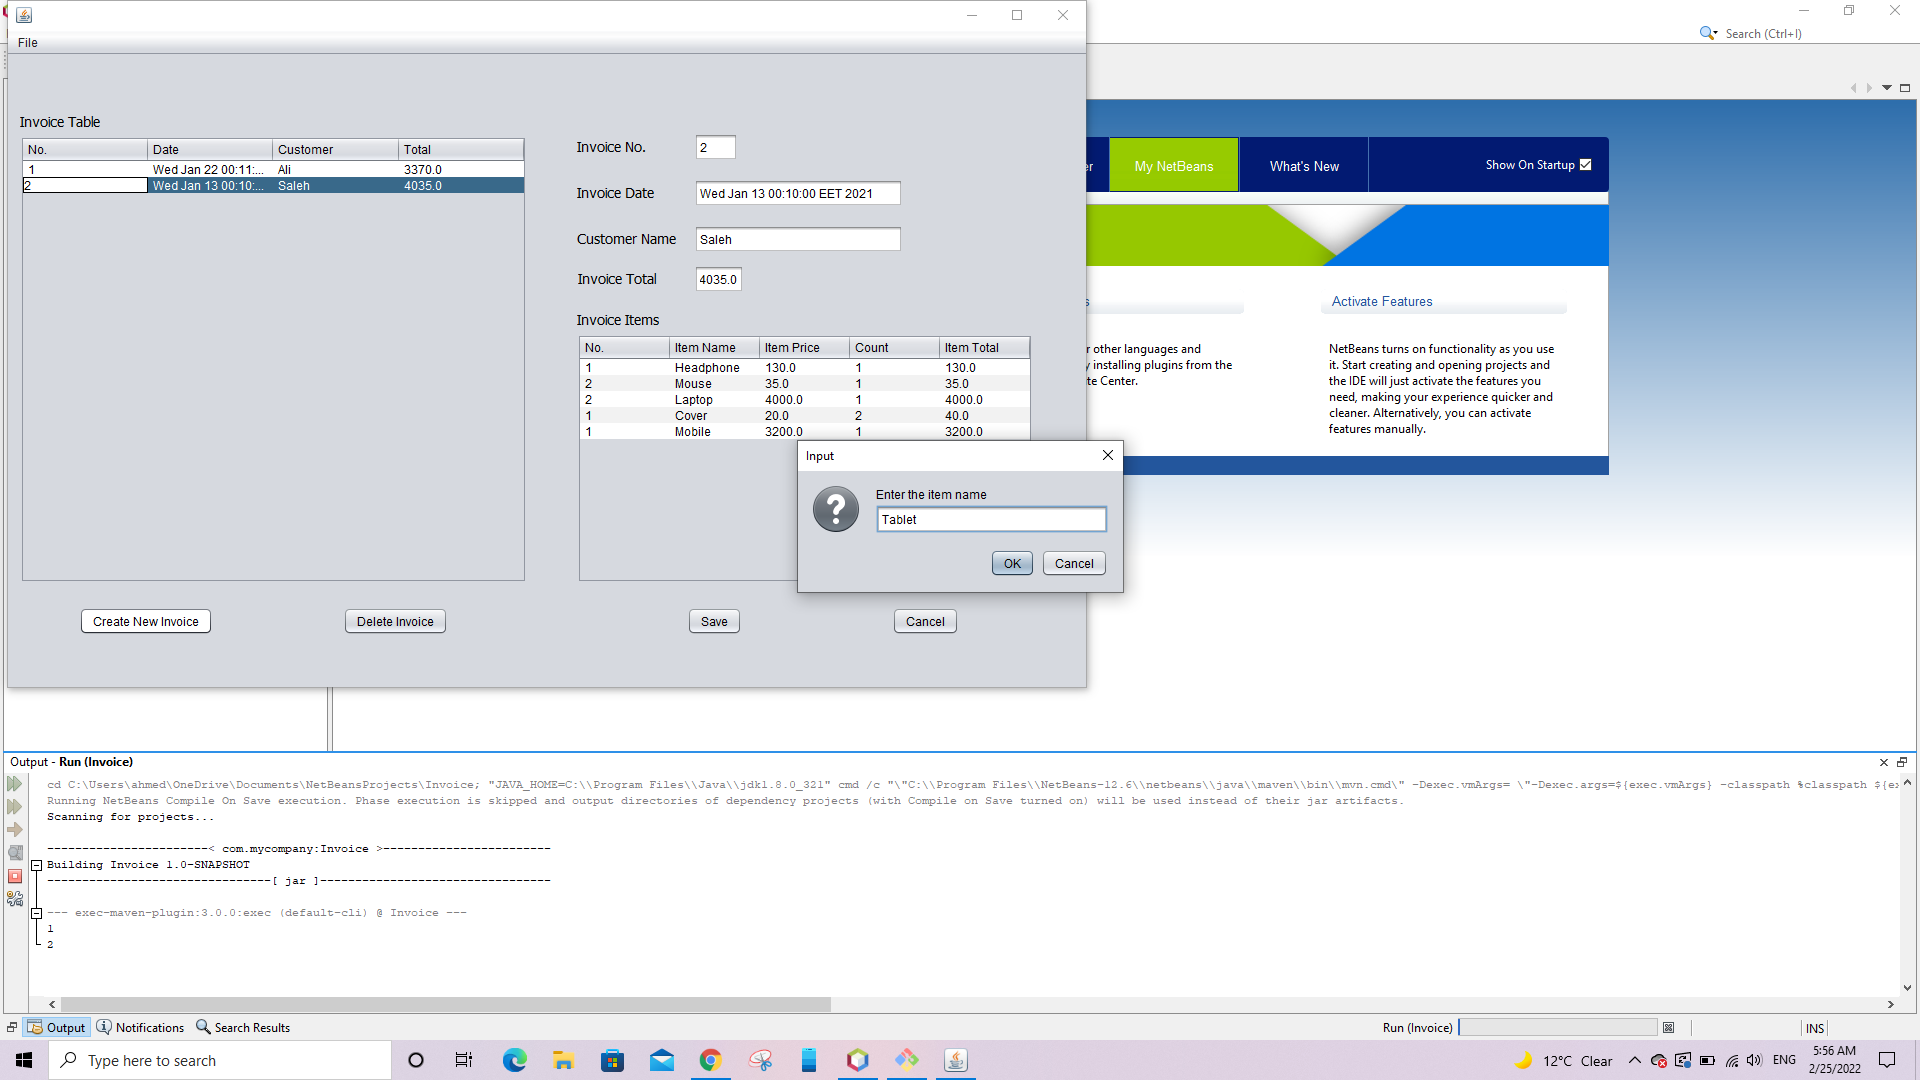 File
Search (Ctrl+I)
Invoice Table
No. Date Customer Total
1 Wed Jan 22 00:11:... Ali 3370.0
2 Wed Jan 13 00:10:... Saleh 4035.0
Invoice No. 2
Invoice Date Wed Jan 13 00:10:00 EET 2021
Customer Name Saleh
Invoice Total 4035.0
Invoice Items
No. Item Name Item Price Count Item Total
1 Headphone 130.0 1 130.0
2 Mouse 35.0 1 35.0
2 Laptop 4000.0 1 4000.0
1 Cover 20.0 2 40.0
1 Mobile 3200.0 1 3200.0
Input
Enter the item name
Tablet
OK Cancel
Create New Invoice Delete Invoice Save Cancel
er My NetBeans What's New Show On Startup
s
r other languages and
y installing plugins from the
te Center.
Activate Features
NetBeans turns on functionality as you use
it. Start creating and opening projects and
the IDE will just activate the features you
need, making your experience quicker and
cleaner. Alternatively, you can activate
features manually.
Output - Run (Invoice)
cd C:\Users\ahmed\OneDrive\Documents\NetBeansProjects\Invoice; "JAVA_HOME=C:\\Program Files\\Java\\jdk1.8.0_321" cmd /c "\"C:\\Program Files\\NetBeans-12.6\\netbeans\\java\\maven\\bin\\mvn.cmd\" -Dexec.vmArgs= \"-Dexec.args=${exec.vmArgs} -classpath %classpath ${ex
Running NetBeans Compile On Save execution. Phase execution is skipped and output directories of dependency projects (with Compile on Save turned on) will be used instead of their jar artifacts.
Scanning for projects...
-----------------------< com.mycompany:Invoice >------------------------
Building Invoice 1.0-SNAPSHOT
--------------------------------[ jar ]---------------------------------
--- exec-maven-plugin:3.0.0:exec (default-cli) @ Invoice ---
1
2
Output Notifications Search Results Run (Invoice) INS
Type here to search
12°C Clear ENG
5:56 AM
2/25/2022